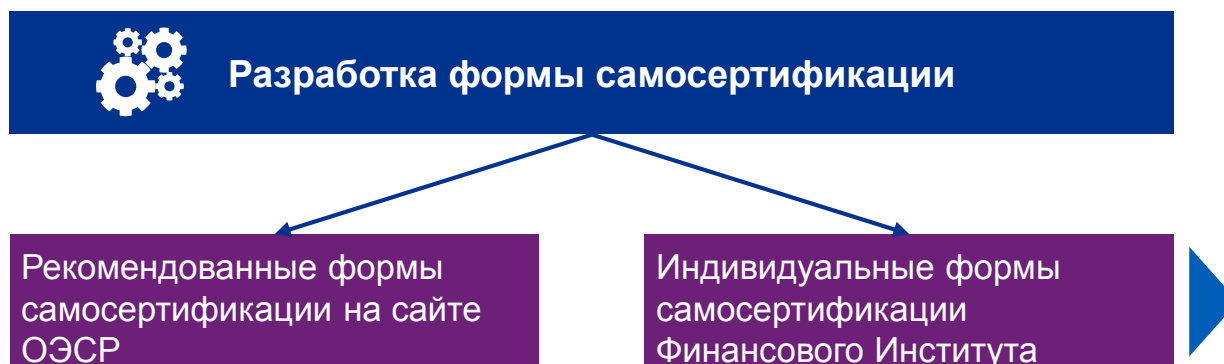 Разработка формы самосертификации
Рекомендованные формы
самосертификации на сайте
ОЭСР
Индивидуальные формы
самосертификации
Финансового Института